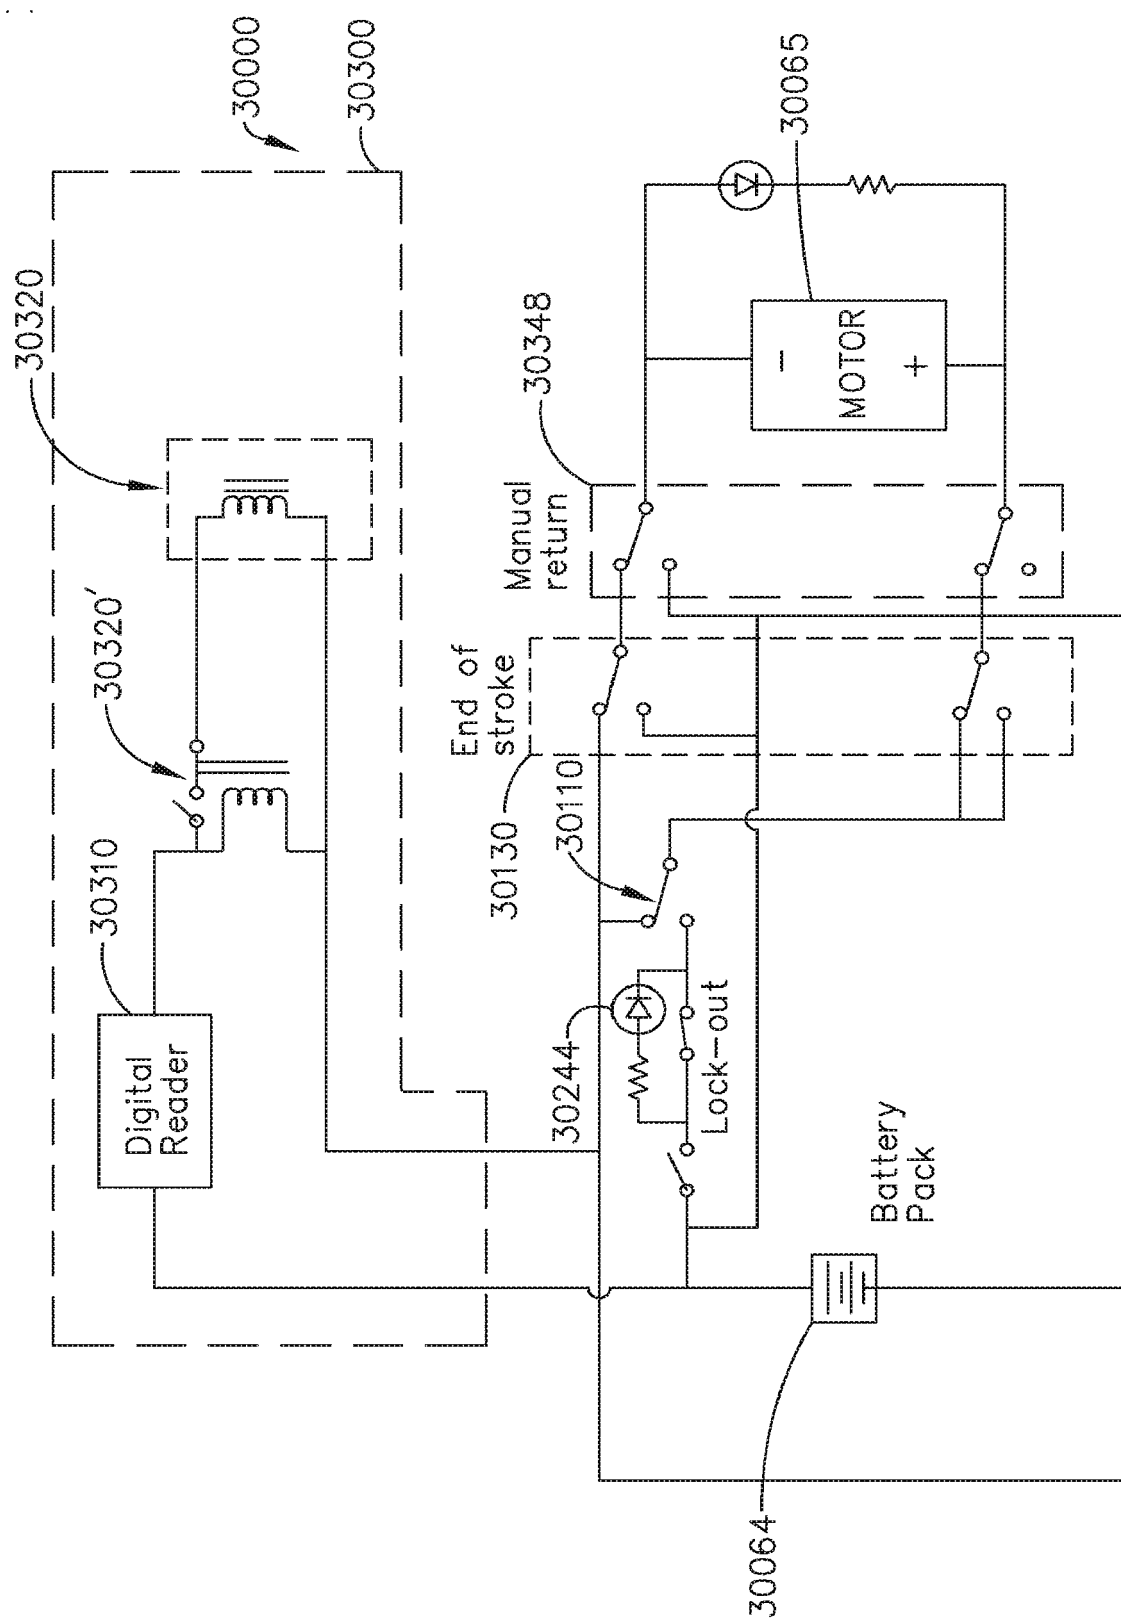 30000
30300
30320
30320′
30310
Digital
Reader
30065
MOTOR
-
+
30348
Manual
return
End of
stroke
30130
30110
30244
Lock-out
Battery
Pack
30064